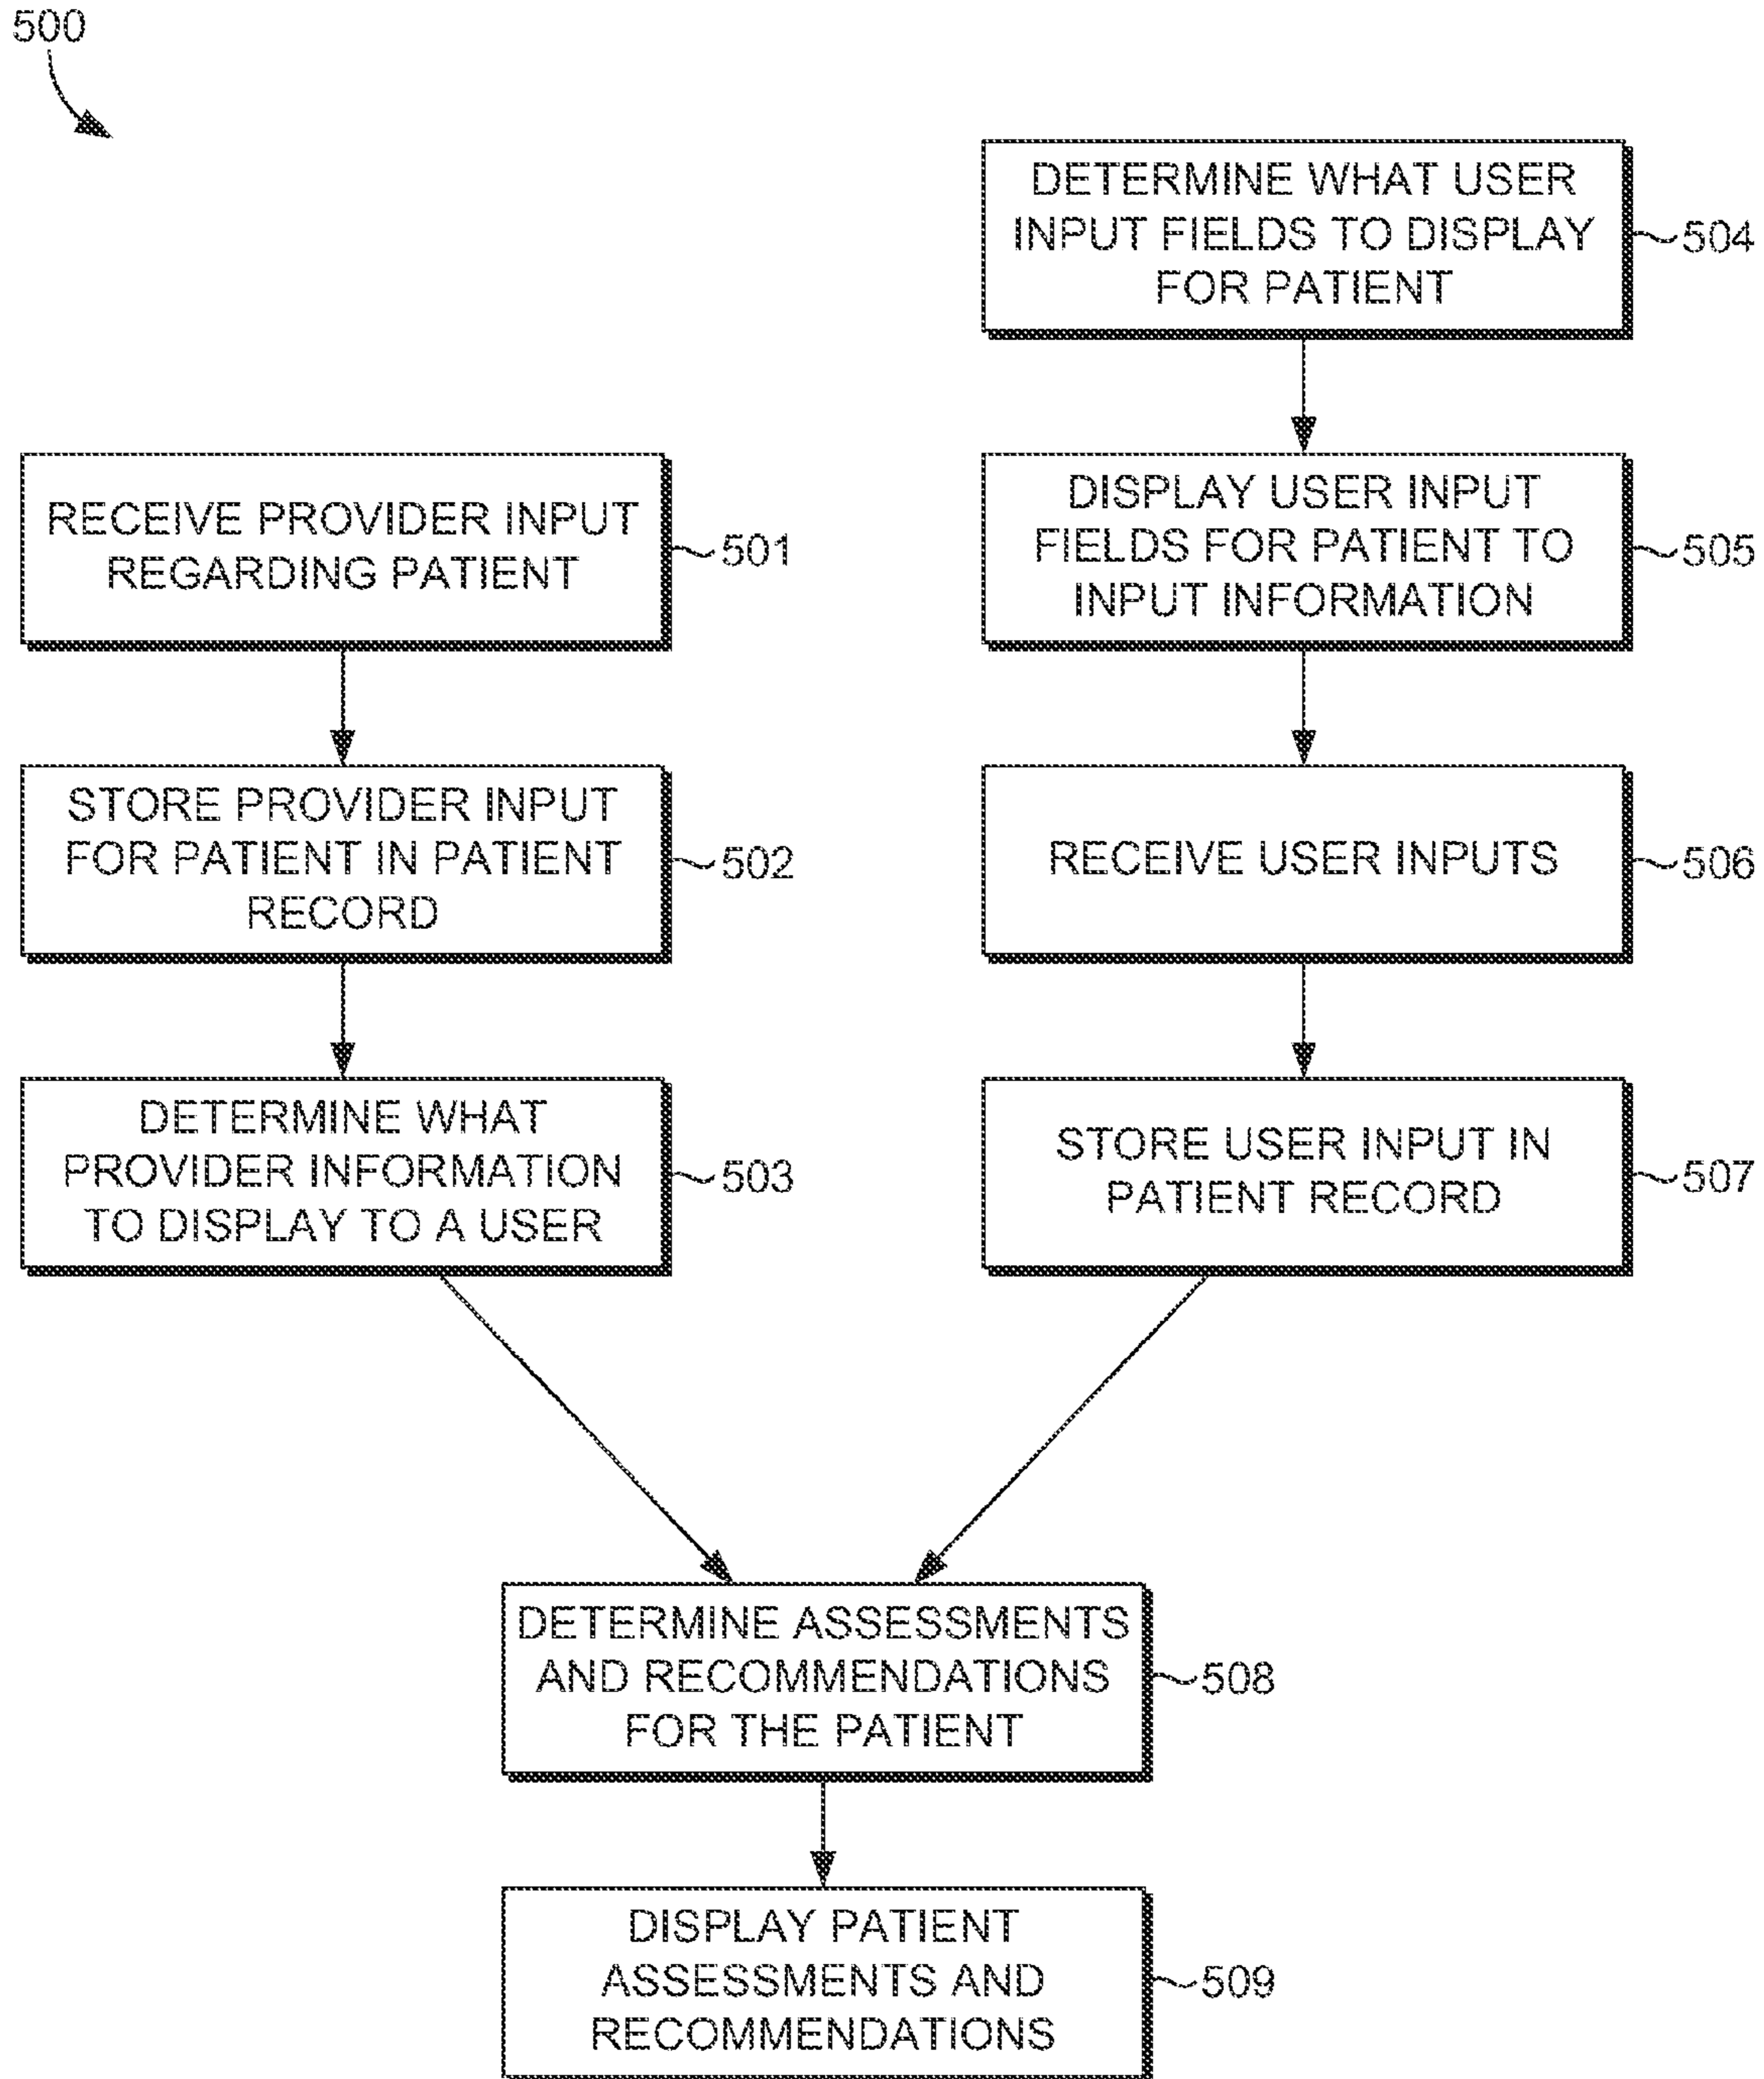 500
RECEIVE PROVIDER INPUT
REGARDING PATIENT
501
STORE PROVIDER INPUT
FOR PATIENT IN PATIENT
RECORD
502
DETERMINE WHAT
PROVIDER INFORMATION
TO DISPLAY TO A USER
503
DETERMINE WHAT USER
INPUT FIELDS TO DISPLAY
FOR PATIENT
504
DISPLAY USER INPUT
FIELDS FOR PATIENT TO
INPUT INFORMATION
505
RECEIVE USER INPUTS
506
STORE USER INPUT IN
PATIENT RECORD
507
DETERMINE ASSESSMENTS
AND RECOMMENDATIONS
FOR THE PATIENT
508
DISPLAY PATIENT
ASSESSMENTS AND
RECOMMENDATIONS
509